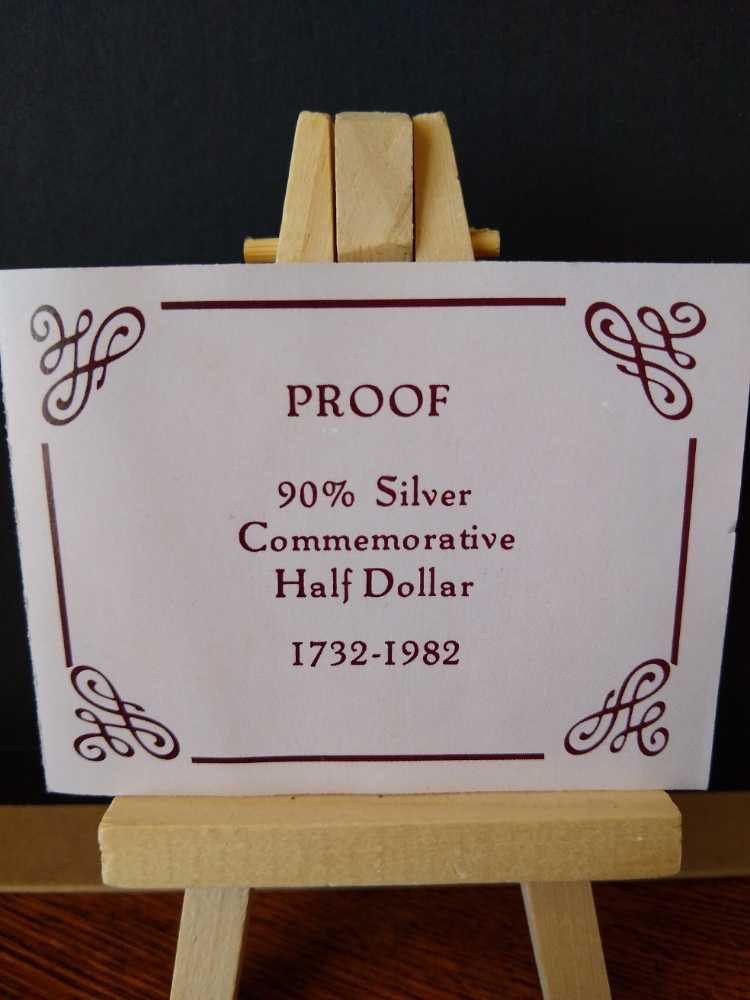 PROOF
90% Silver
Commemorative
Half Dollar
1732-1982